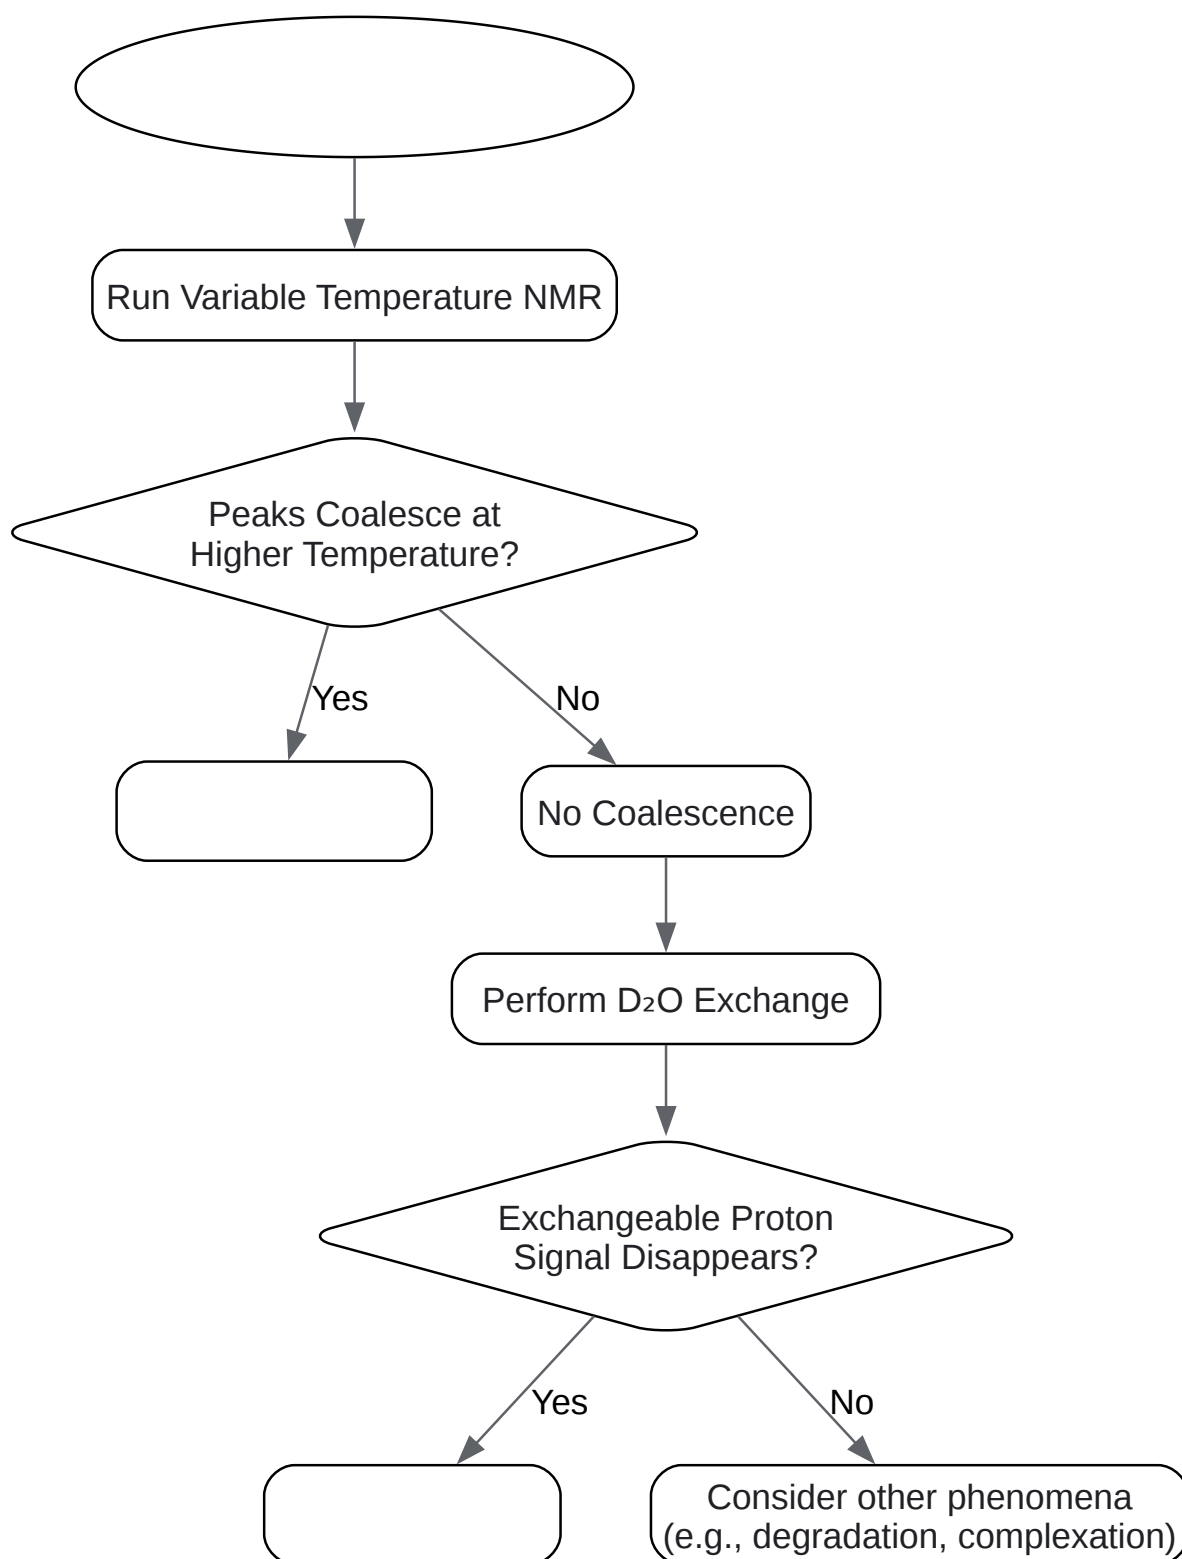 Run Variable Temperature NMR
Peaks Coalesce at
Higher Temperature?
Yes
No
No Coalescence
Perform D₂O Exchange
Exchangeable Proton
Signal Disappears?
Yes
No
Consider other phenomena
(e.g., degradation, complexation)